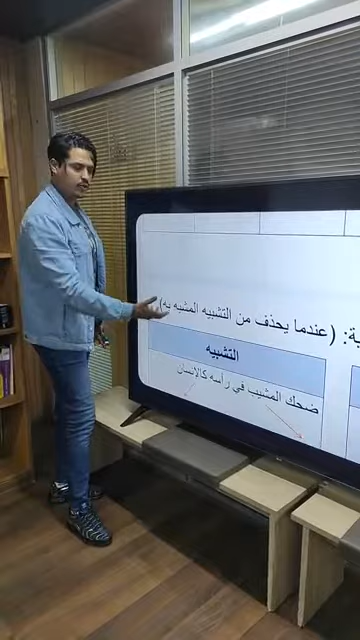 ية: (عندما يحذف من التشبيه المشبه به)
التشبيه
ضحك المشيب في رأسه كالإنسان